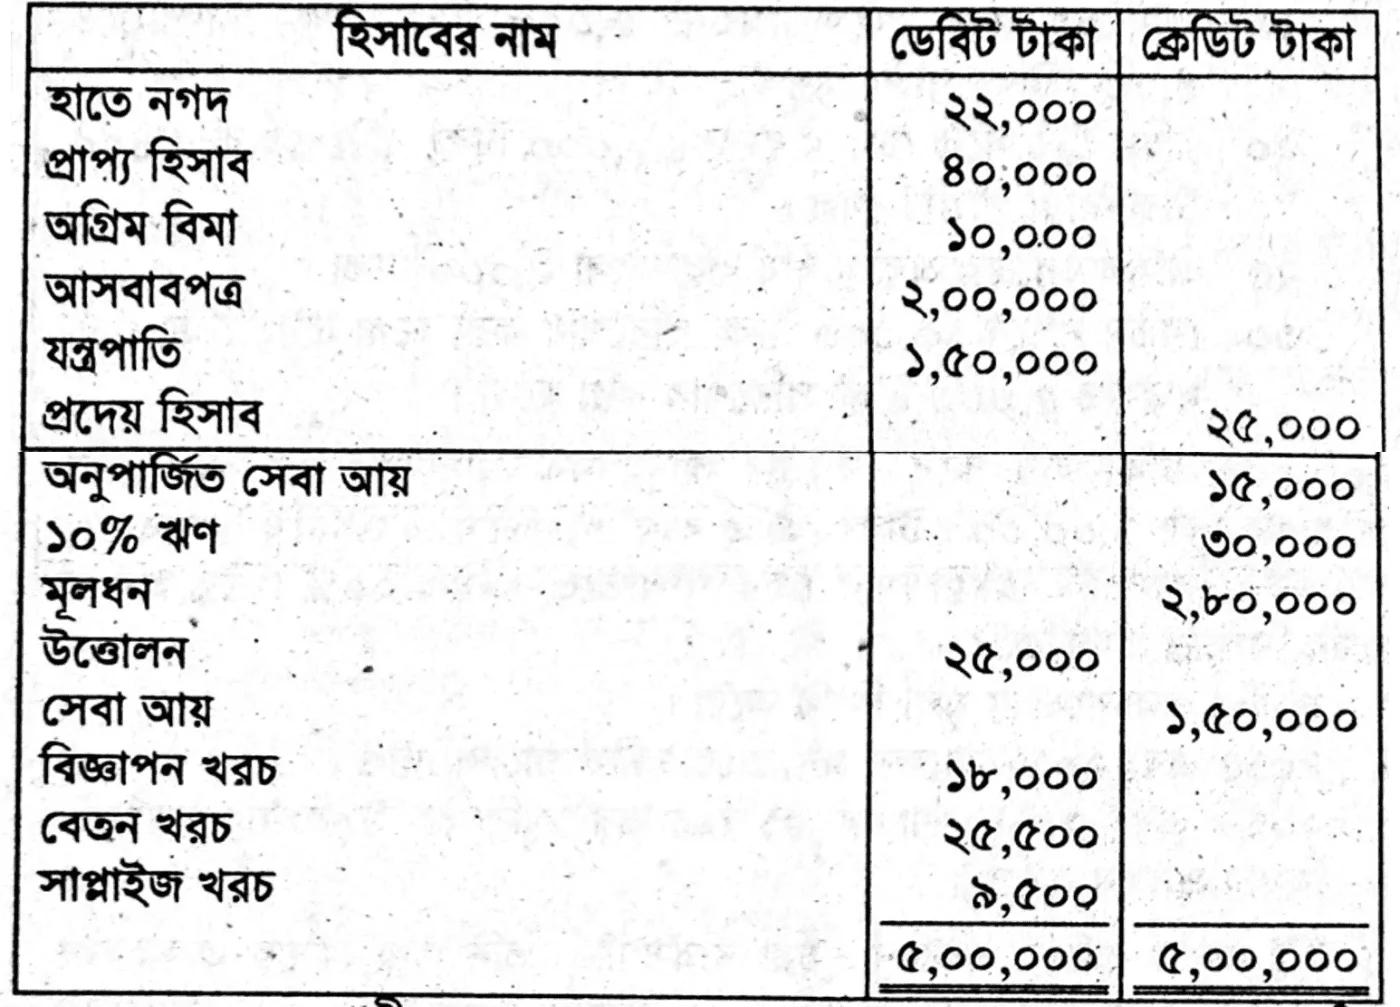 হিসাবের নাম ডেবিট টাকা ক্রেডিট টাকা
হাতে নগদ ২২,০০০
প্রাপ্য হিসাব ৪০,০০০
অগ্রিম বিমা ১০,০০০
আসবাবপত্র ২,০০,০০০
যন্ত্রপাতি ১,৫০,০০০
প্রদেয় হিসাব ২৫,০০০
অনুপার্জিত সেবা আয় ১৫,০০০
১০% ঋণ ৩০,০০০
মূলধন ২,৮০,০০০
উত্তোলন ২৫,০০০
সেবা আয় ১,৫০,০০০
বিজ্ঞাপন খরচ ১৮,০০০
বেতন খরচ ২৫,৫০০
সাপ্লাইজ খরচ ৯,৫০০
৫,০০,০০০ ৫,০০,০০০